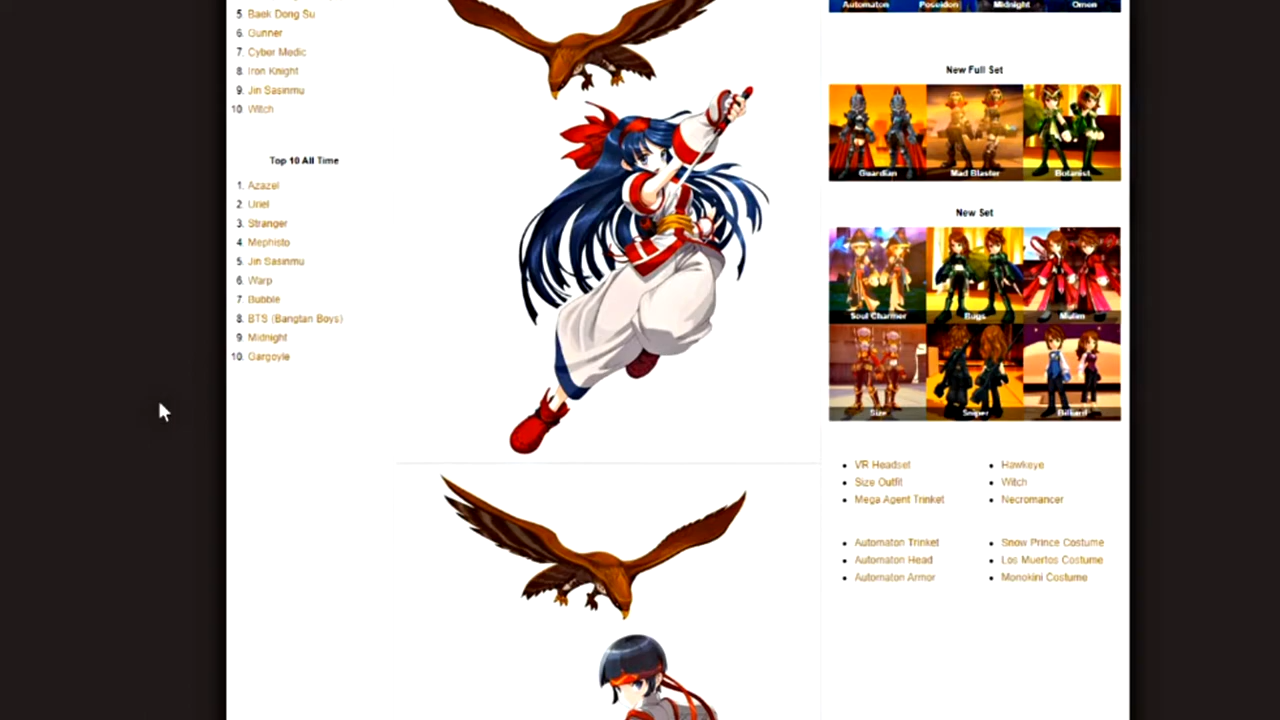 5 Baek Dong Su
6. Gunner
7. Cyber Medic
8. Iron Knight
9. Jin Sasinmu
10. Witch
Top 10 All Time
1. Azazel
2. Uriel
3. Stranger
4. Mephisto
5. Jin Sasinmu
6. Warp
7. Bubble
8. BTS (Bangtan Boys)
9. Midnight
10. Gargoyle
Automaton Poseidon Midnight Omen
New Full Set
Guardian Mad Blaster Botanist
New Set
Soul Charmer Bugs Mulim
Size Sniper Billiard
• VR Headset
• Size Outfit
• Mega Agent Trinket
• Hawkeye
• Witch
• Necromancer
• Automaton Trinket
• Automaton Head
• Automaton Armor
• Snow Prince Costume
• Los Muertos Costume
• Monokini Costume